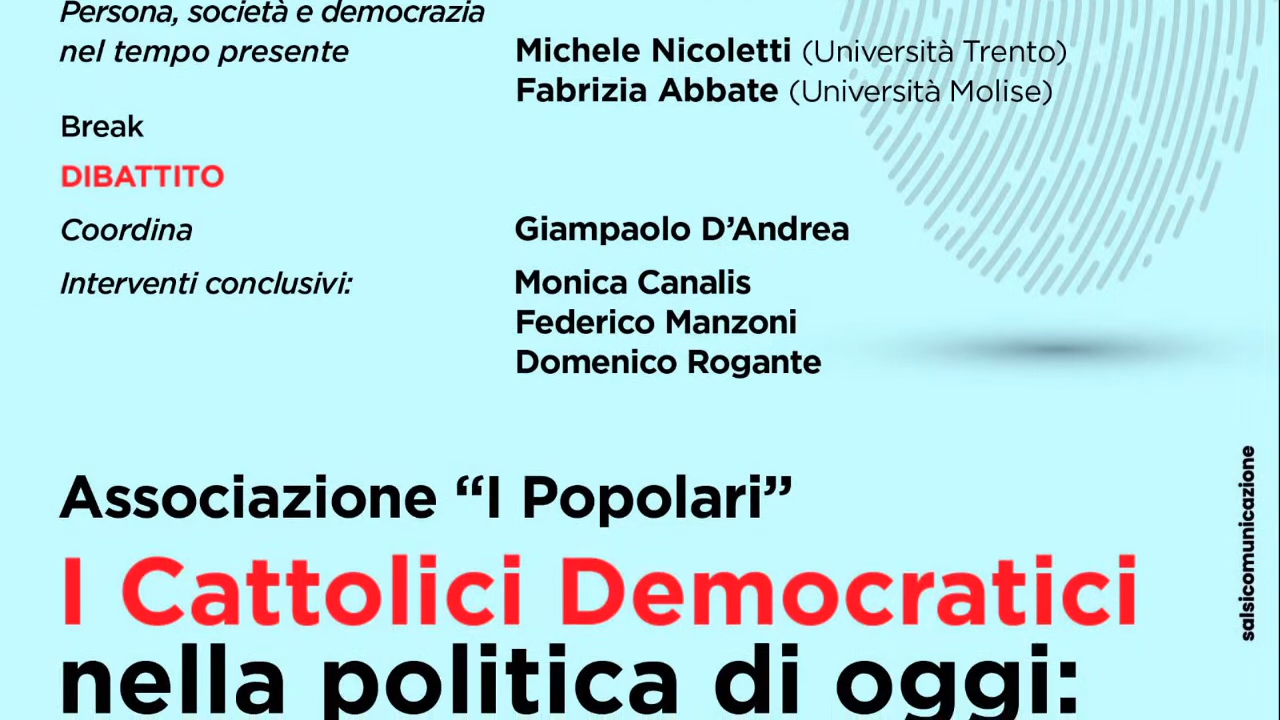 Persona, società e democrazia
nel tempo presente
Michele Nicoletti (Università Trento)
Fabrizia Abbate (Università Molise)
Break
DIBATTITO
Coordina
Giampaolo D’Andrea
Interventi conclusivi:
Monica Canalis
Federico Manzoni
Domenico Rogante
Associazione “I Popolari”
I Cattolici Democratici
nella politica di oggi:
salsicomunicazione